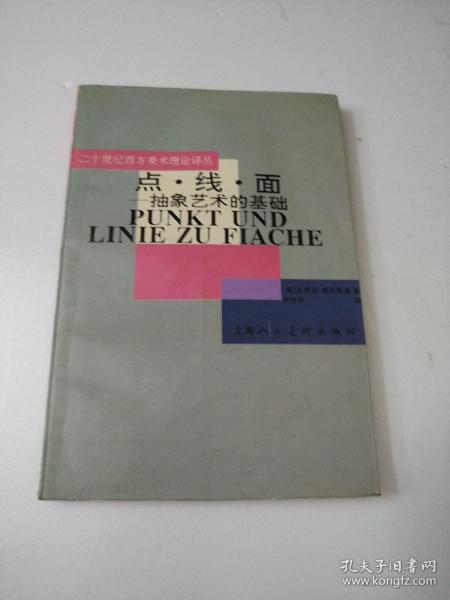 二十世纪西方美术理论译丛
点·线·面
—抽象艺术的基础
PUNKT UND
LINIE ZU FIACHE
上海人民美术出版社
孔夫子旧书网
www.kongfz.com